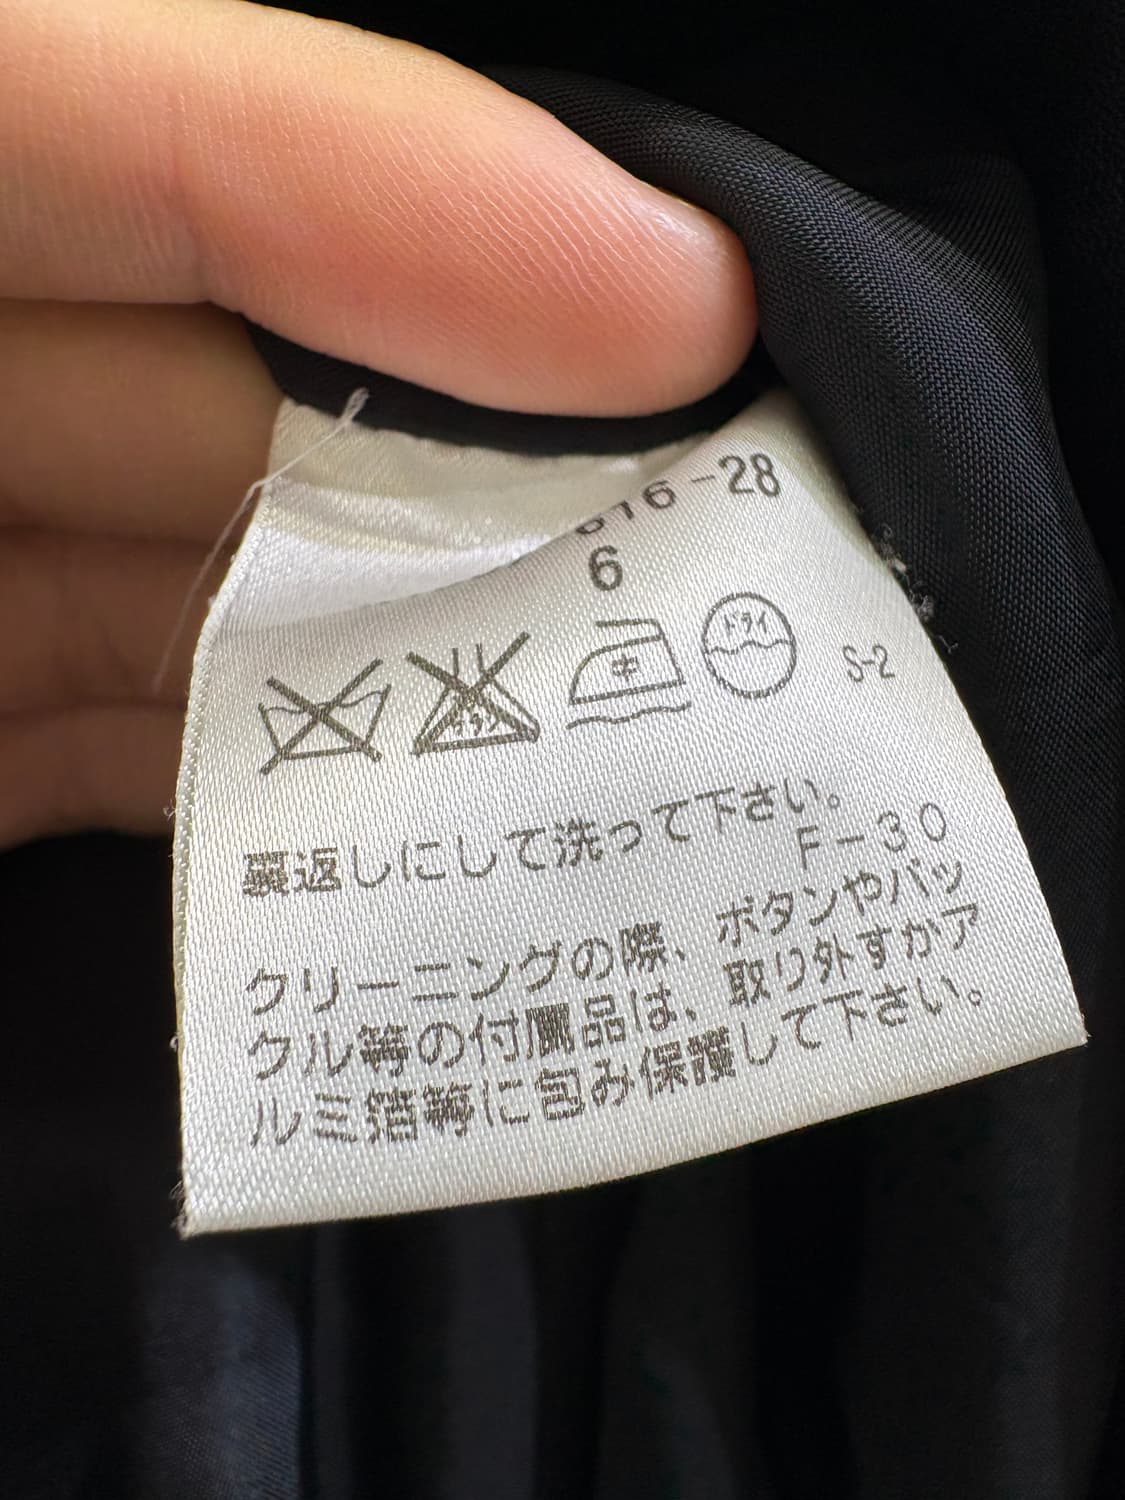 616-28
6
中 ドライ S-2
裏返しにして洗って下さい。
F-30
クリーニングの際、ボタンやバッ
クル等の付属品は、取り外すかア
ルミ箔等に包み保護して下さい。